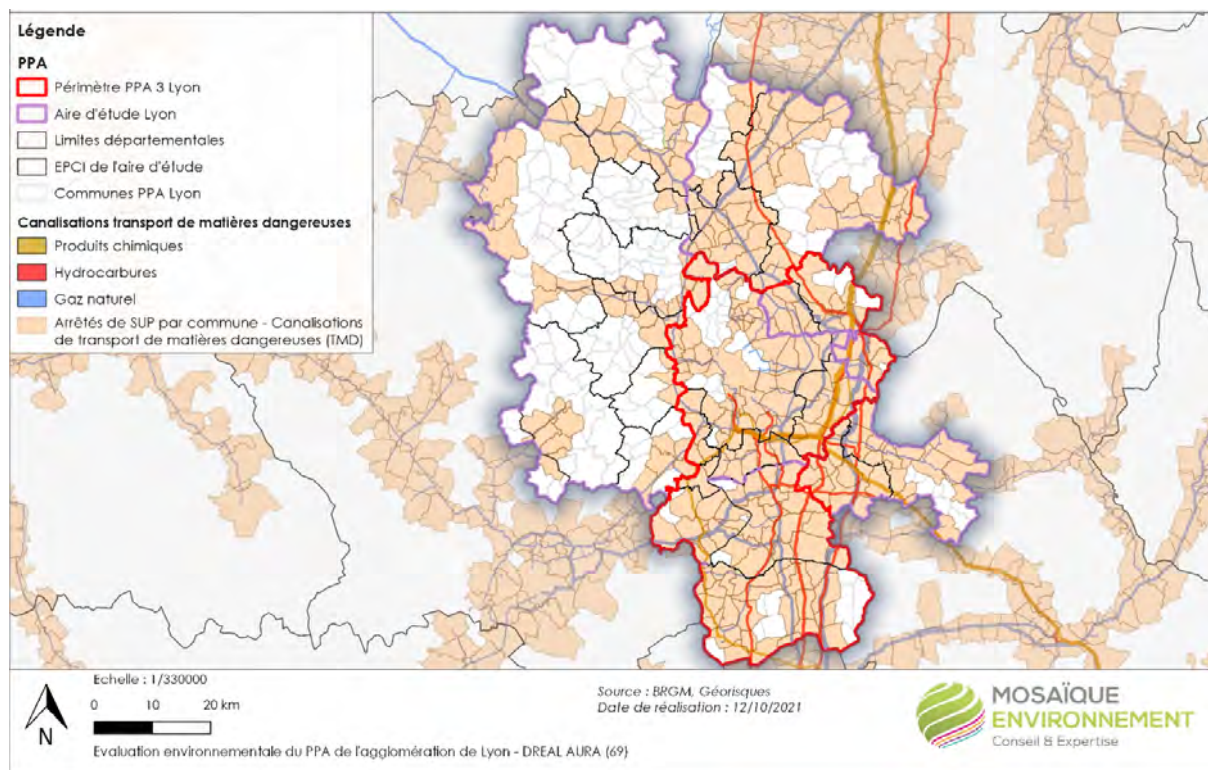 Légende
PPA
Périmètre PPA 3 Lyon
Aire d'étude Lyon
Limites départementales
EPCI de l'aire d'étude
Communes PPA Lyon
Canalisations transport de matières dangereuses
Produits chimiques
Hydrocarbures
Gaz naturel
Arrêtés de SUP par commune - Canalisations
de transport de matières dangereuses (TMD)
N
Echelle : 1/330000
0 10 20 km
Source : BRGM, Géorisques
Date de réalisation : 12/10/2021
Evaluation environnementale du PPA de l'agglomération de Lyon - DREAL AURA (69)
MOSAÏQUE
ENVIRONNEMENT
Conseil & Expertise